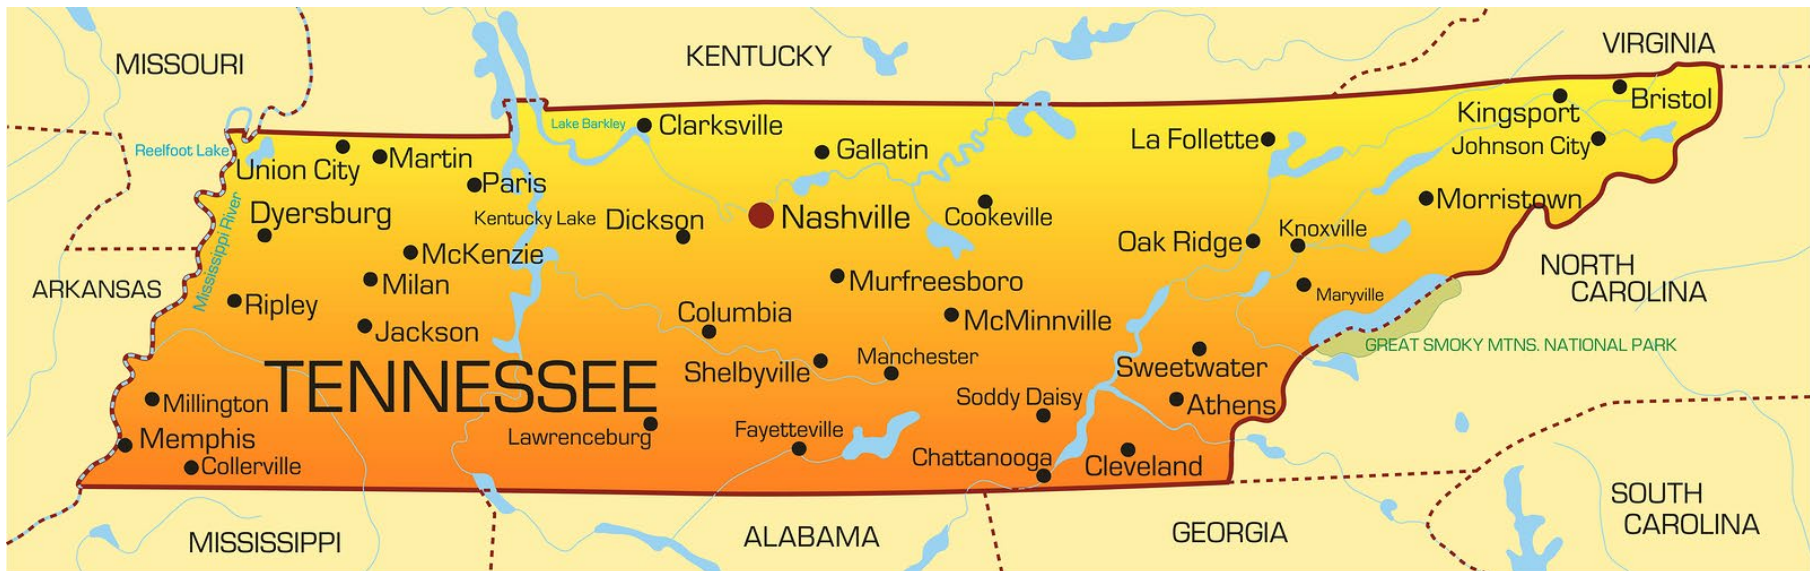 MISSOURI
KENTUCKY
VIRGINIA
Reelfoot Lake
Union City
Martin
Paris
Lake Barkley
Clarksville
Gallatin
La Follette
Kingsport
Bristol
Johnson City
Morristown
Dyersburg
Kentucky Lake
Dickson
Nashville
Cookeville
Oak Ridge
Knoxville
Mississippi River
ARKANSAS
McKenzie
Milan
Ripley
Jackson
Columbia
Murfreesboro
McMinnville
Maryville
NORTH
CAROLINA
GREAT SMOKY MTNS. NATIONAL PARK
TENNESSEE
Shelbyville
Manchester
Sweetwater
Soddy Daisy
Athens
Millington
Memphis
Collerville
Lawrenceburg
Fayetteville
Chattanooga
Cleveland
MISSISSIPPI
ALABAMA
GEORGIA
SOUTH
CAROLINA